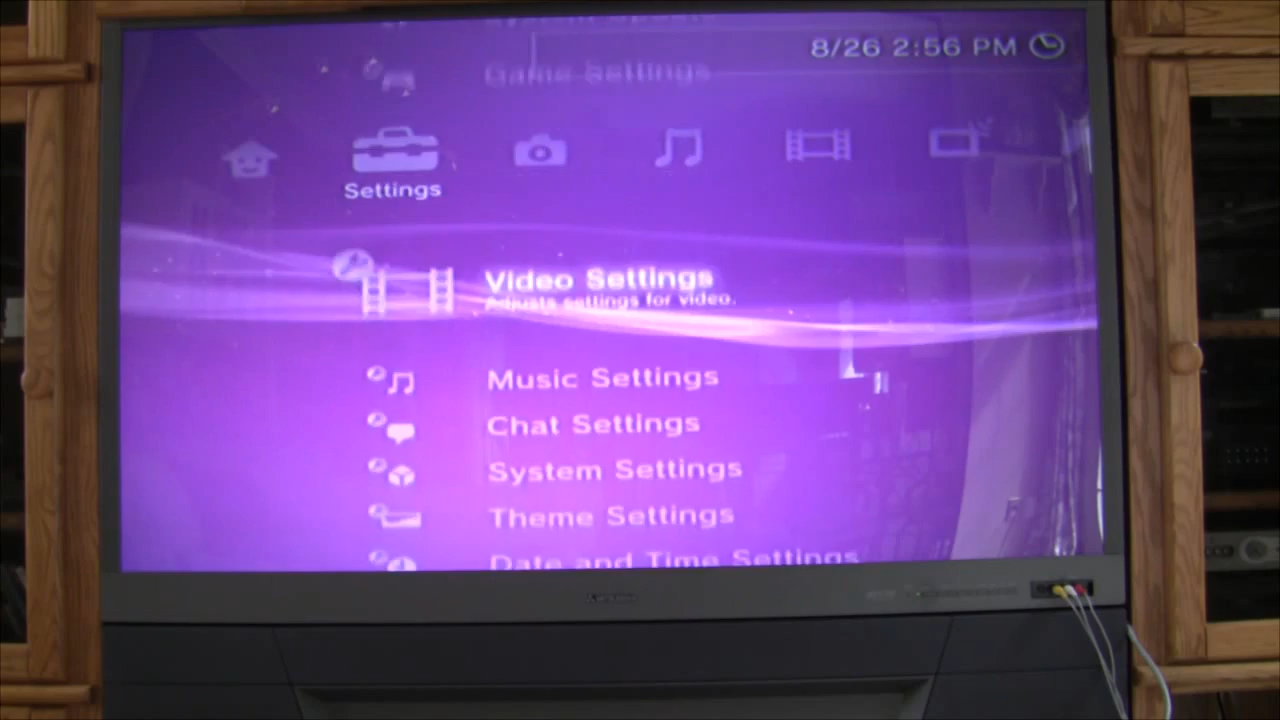 Game Settings
8/26 2:56 PM
Settings
Video Settings
Adjusts settings for video.
Music Settings
Chat Settings
System Settings
Theme Settings
Date and Time Settings